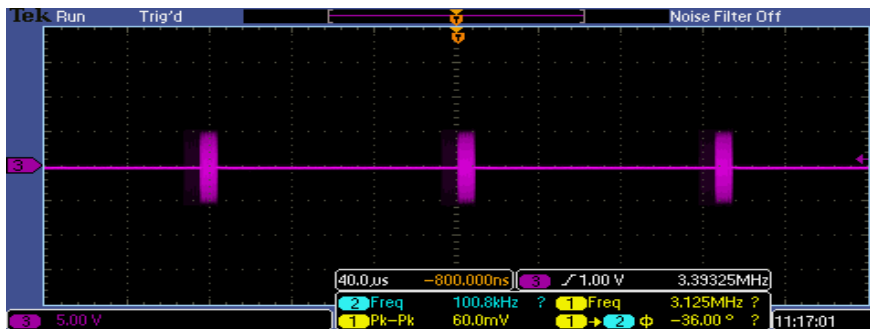 Tek Run Trig'd Noise Filter Off
3
40.0µs −800.000ns 3 ƒ 1.00 V 3.39325MHz
2 Freq 100.8kHz ? 1 Freq 3.125MHz ?
1 Pk–Pk 60.0mV 1→2 Φ −36.00 ° ?
3 5.00 V 11:17:01